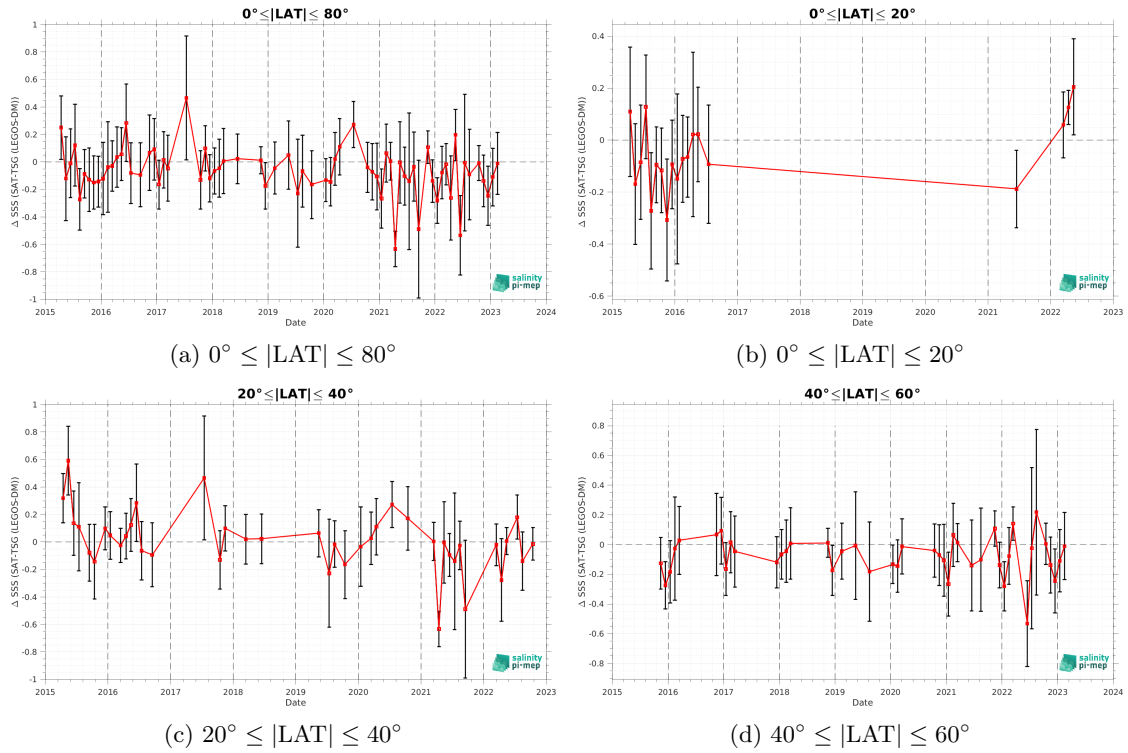 0°≤|LAT|≤ 80°
1
0.8
0.6
0.4
0.2
0
-0.2
-0.4
-0.6
-0.8
-1
Δ SSS (SAT-TSG (LEGOS-DM))
2015 2016 2017 2018 2019 2020 2021 2022 2023 2024
Date
salinity
pi-mep
(a) 0° ≤ |LAT| ≤ 80°
0°≤|LAT|≤ 20°
0.4
0.2
0
-0.2
-0.4
-0.6
Δ SSS (SAT-TSG (LEGOS-DM))
2015 2016 2017 2018 2019 2020 2021 2022 2023
Date
salinity
pi-mep
(b) 0° ≤ |LAT| ≤ 20°
20°≤|LAT|≤ 40°
1
0.8
0.6
0.4
0.2
0
-0.2
-0.4
-0.6
-0.8
-1
Δ SSS (SAT-TSG (LEGOS-DM))
2015 2016 2017 2018 2019 2020 2021 2022 2023
Date
salinity
pi-mep
(c) 20° ≤ |LAT| ≤ 40°
40°≤|LAT|≤ 60°
0.8
0.6
0.4
0.2
0
-0.2
-0.4
-0.6
-0.8
Δ SSS (SAT-TSG (LEGOS-DM))
2015 2016 2017 2018 2019 2020 2021 2022 2023 2024
Date
salinity
pi-mep
(d) 40° ≤ |LAT| ≤ 60°